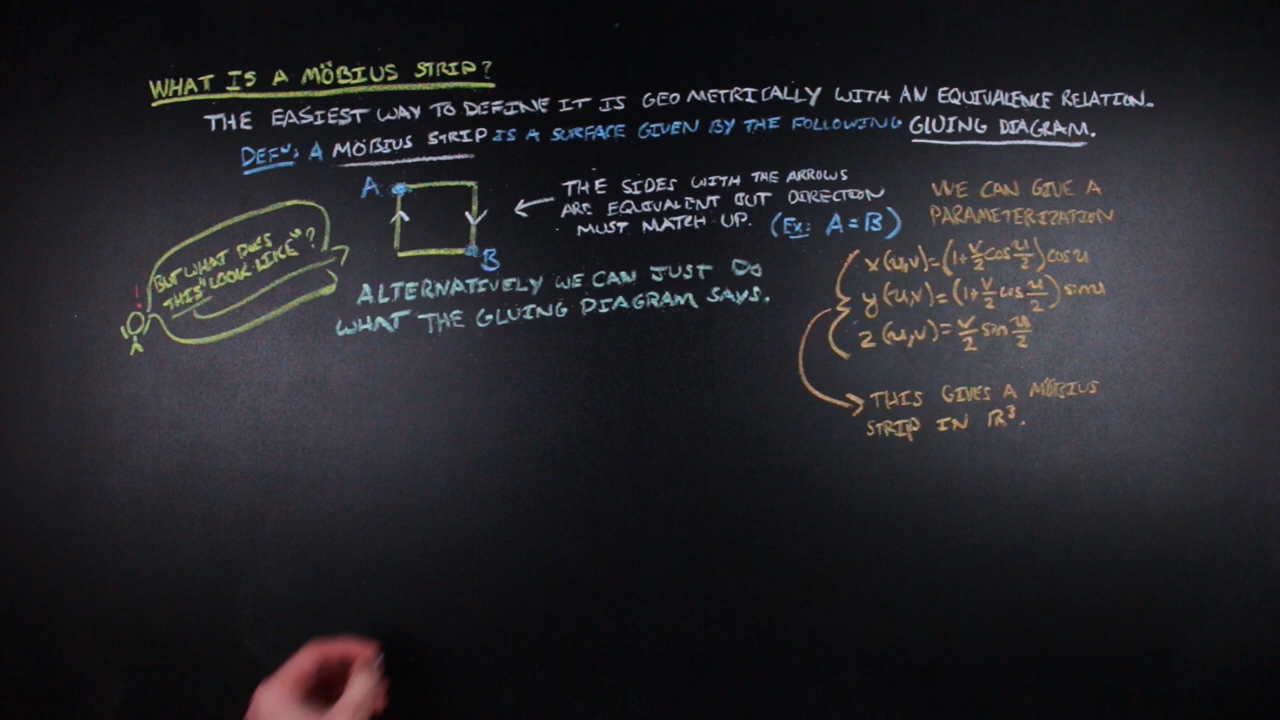 WHAT IS A MÖBIUS STRIP?
THE EASIEST WAY TO DEFINE IT IS GEOMETRICALLY WITH AN EQUIVALENCE RELATION.
DEFⁿ: A MÖBIUS STRIP IS A SURFACE GIVEN BY THE FOLLOWING GLUING DIAGRAM.
A
B
THE SIDES WITH THE ARROWS
ARE EQUIVALENT BUT DIRECTION
MUST MATCH UP. (Ex: A=B)
!
BUT WHAT DOES
THIS "LOOK LIKE"?
ALTERNATIVELY WE CAN JUST DO
WHAT THE GLUING DIAGRAM SAYS.
WE CAN GIVE A
PARAMETERIZATION
x(u,v)=(1+v/2 cos u/2)cos u
y(u,v)=(1+v/2 cos u/2)sin u
z(u,v)=v/2 sin u/2
THIS GIVES A MÖBIUS
STRIP IN ℝ³.